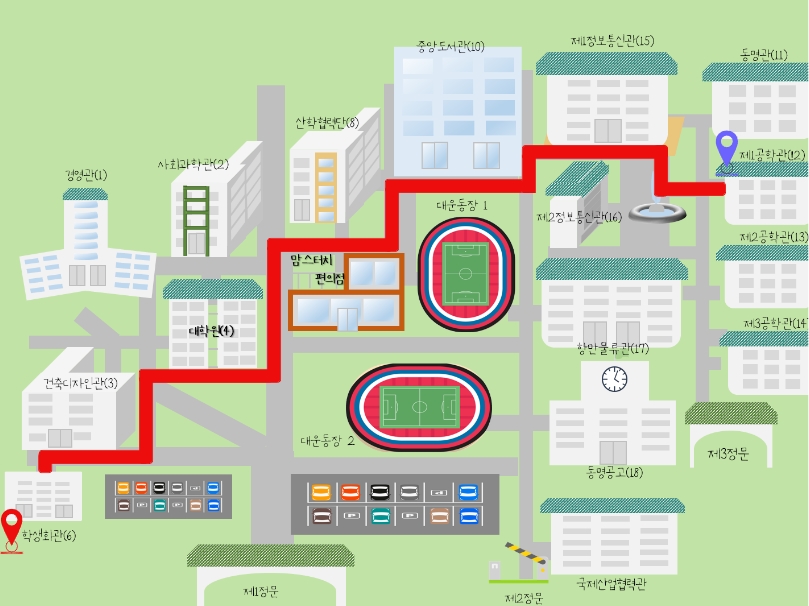 중앙도서관(10)
제1정보통신관(15)
동명관(11)
산학협력단(8)
사회과학관(2)
제1공학관(12)
경영관(1)
대운동장 1
제2정보통신관(16)
제2공학관(13)
맘스터치
편의점
제3공학관(14
대학원(4)
항만물류관(17)
건축디자인관(3)
대운동장 2
제3정문
동명공고(18)
학생회관(6)
국제산업협력관
제1정문
제2정문